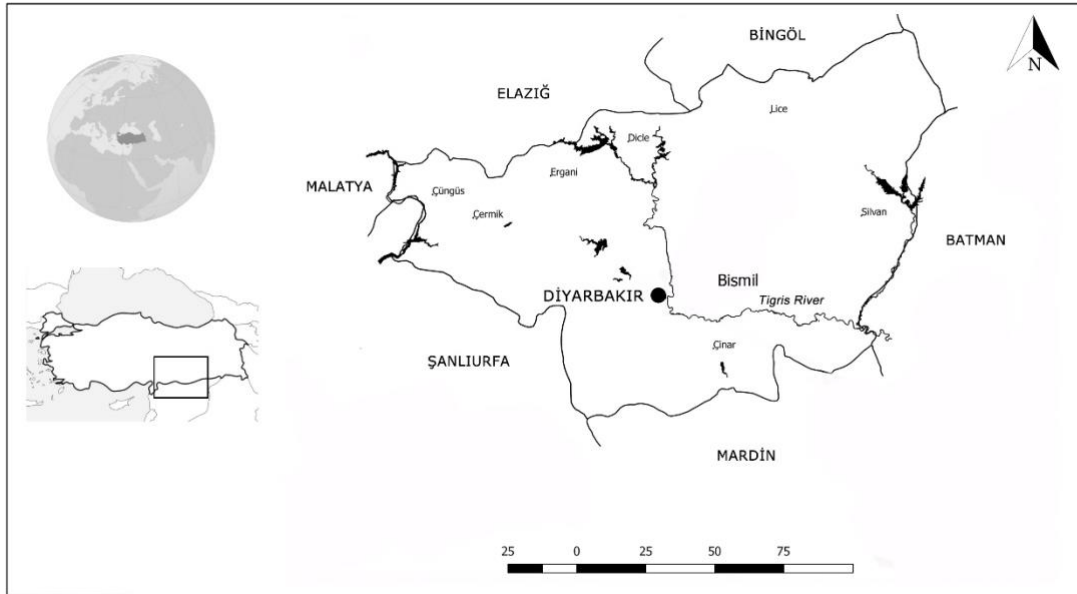 BİNGÖL
N
ELAZIĞ
Lice
Dicle
Ergani
MALATYA
Çüngüs
Çermik
Silvan
BATMAN
Bismil
DİYARBAKIR
Tigris River
Çinar
ŞANLIURFA
MARDİN
25 0 25 50 75